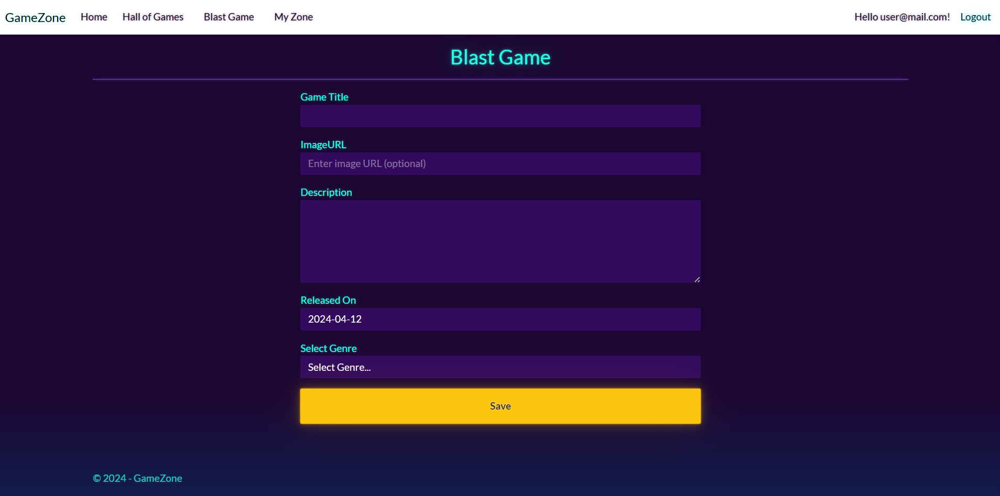 GameZone Home Hall of Games Blast Game My Zone Hello user@mail.com! Logout
Blast Game
Game Title
ImageURL
Enter image URL (optional)
Description
Released On
2024-04-12
Select Genre
Select Genre...
Save
© 2024 - GameZone